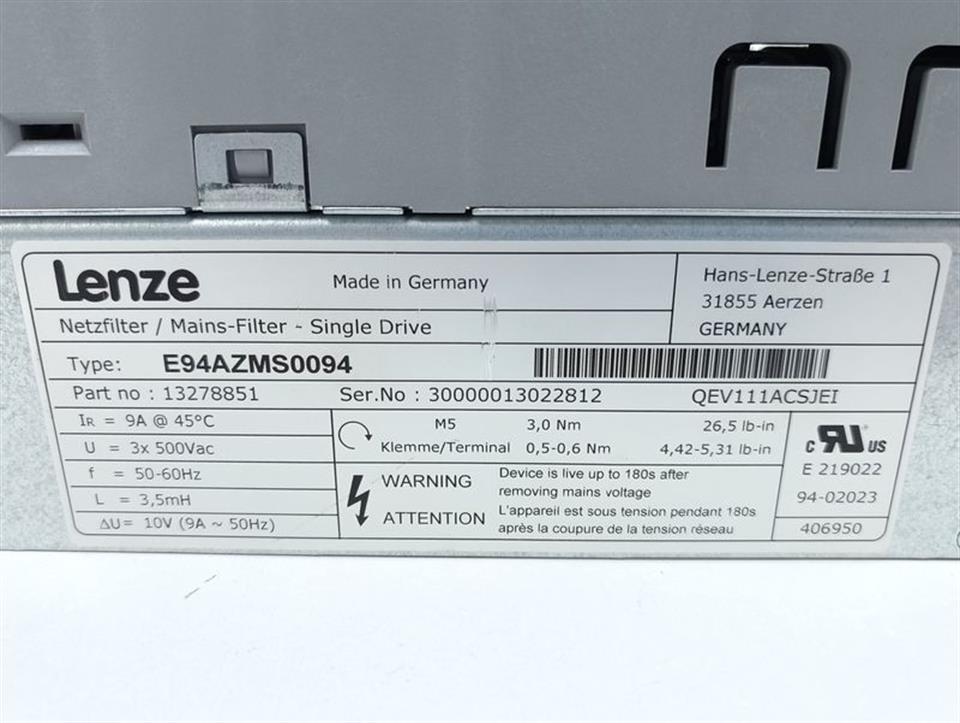 Lenze
Made in Germany
Hans-Lenze-Straße 1
31855 Aerzen
GERMANY
Netzfilter / Mains-Filter - Single Drive
Type: E94AZMS0094
Part no : 13278851 Ser.No : 30000013022812 QEV111ACSJEI
IR = 9A @ 45°C
U = 3x 500Vac
f = 50-60Hz
L = 3,5mH
ΔU= 10V (9A ~ 50Hz)
M5 3,0 Nm 26,5 lb-in
Klemme/Terminal 0,5-0,6 Nm 4,42-5,31 lb-in
WARNING
Device is live up to 180s after
removing mains voltage
ATTENTION
L'appareil est sous tension pendant 180s
après la coupure de la tension réseau
c RU US
E 219022
94-02023
406950